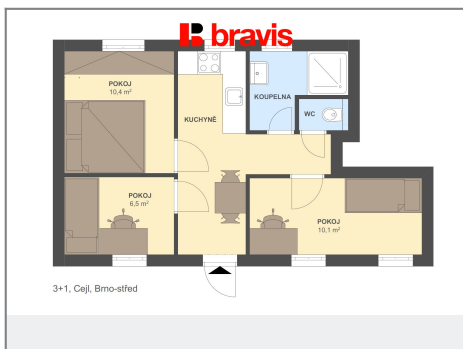 bravis
POKOJ
10,4 m²
KOUPELNA
WC
KUCHYNĚ
POKOJ
6,5 m²
POKOJ
10,1 m²
3+1, Cejl, Brno-střed